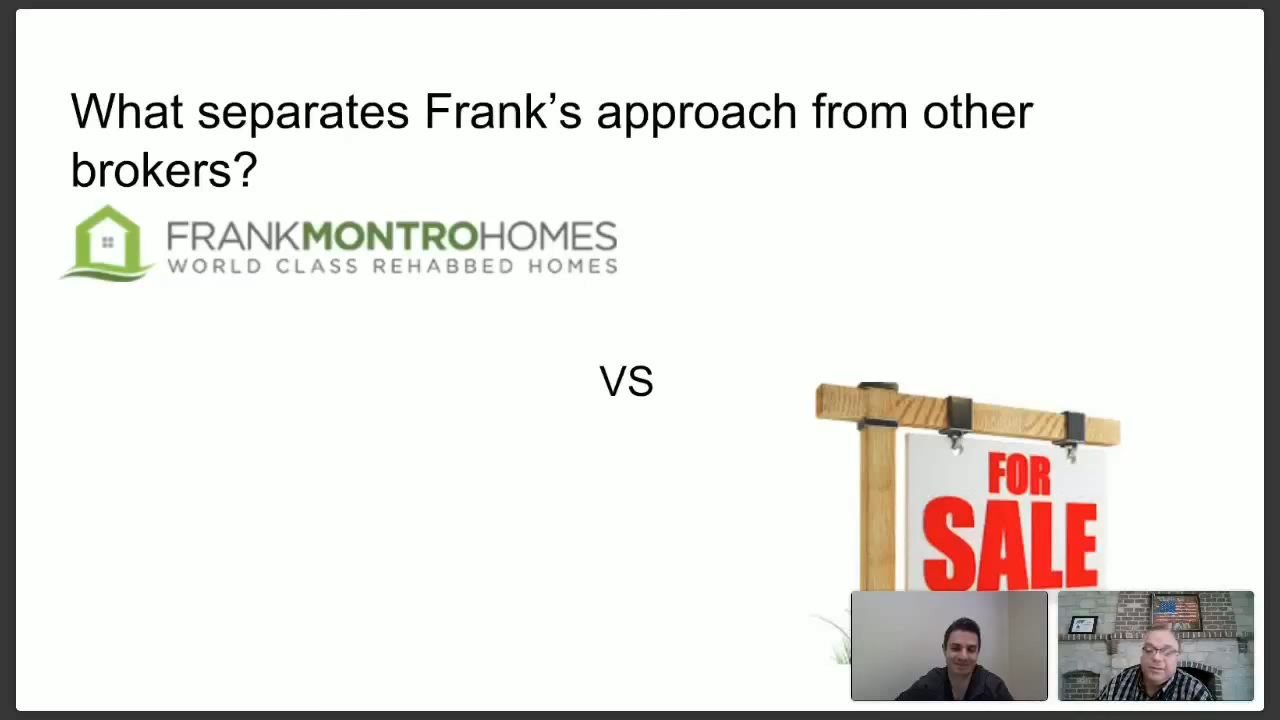 What separates Frank’s approach from other
brokers?
FRANKMONTROHOMES
WORLD CLASS REHABBED HOMES
VS
FOR
SALE